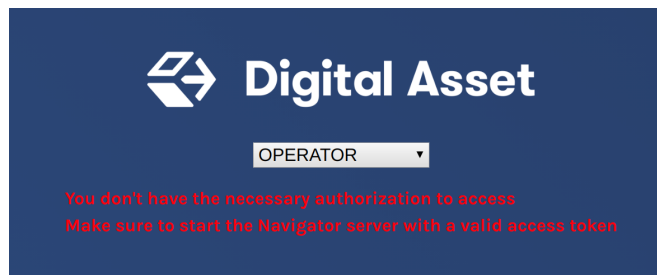 Digital Asset
OPERATOR
You don't have the necessary authorization to access
Make sure to start the Navigator server with a valid access token